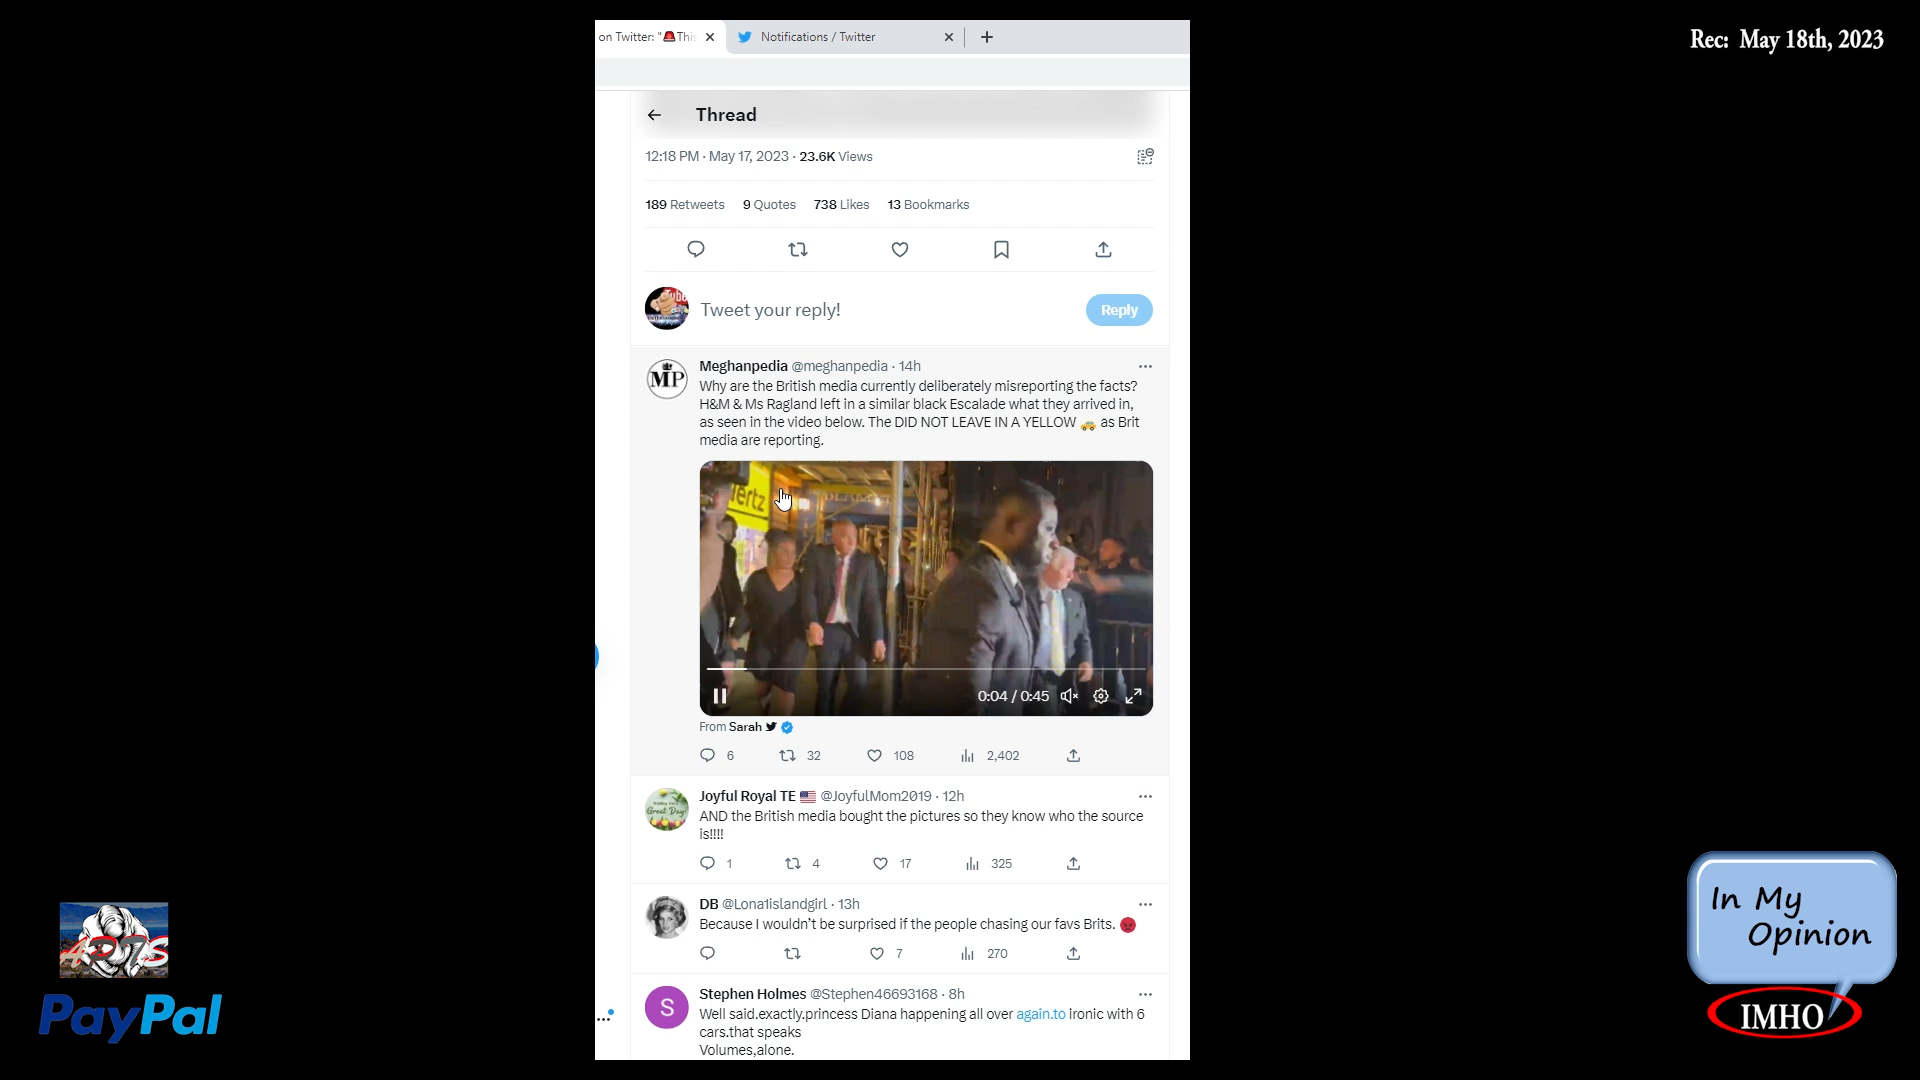 on Twitter: "🚨This
Notifications / Twitter
Rec: May 18th, 2023
Thread
12:18 PM · May 17, 2023 · 23.6K Views
189 Retweets 9 Quotes 738 Likes 13 Bookmarks
Tweet your reply!
Reply
Meghanpedia @meghanpedia · 14h
MP
Why are the British media currently deliberately misreporting the facts?
H&M & Ms Ragland left in a similar black Escalade what they arrived in,
as seen in the video below. The DID NOT LEAVE IN A YELLOW 🚕 as Brit
media are reporting.
ertz
0:04 / 0:45
From Sarah
6 32 108 2,402
Joyful Royal TE 🇺🇸 @JoyfulMom2019 · 12h
Great Day!
AND the British media bought the pictures so they know who the source
is!!!!
1 4 17 325
DB @Lona1islandgirl · 13h
Because I wouldn't be surprised if the people chasing our favs Brits. 😡
7 270
Stephen Holmes @Stephen46693168 · 8h
S
Well said.exactly.princess Diana happening all over again.to ironic with 6
cars.that speaks
Volumes,alone.
PayPal
In My
Opinion
IMHO